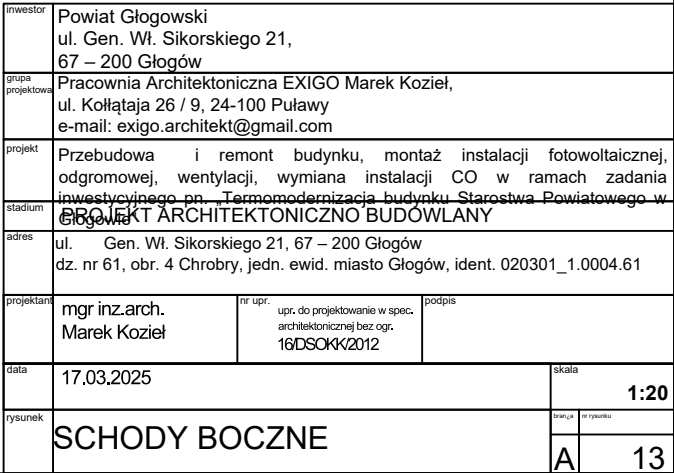 inwestor
Powiat Głogowski
ul. Gen. Wł. Sikorskiego 21,
67 – 200 Głogów
grupa
projektowa
Pracownia Architektoniczna EXIGO Marek Kozieł,
ul. Kołłątaja 26 / 9, 24-100 Puławy
e-mail: exigo.architekt@gmail.com
projekt
Przebudowa i remont budynku, montaż instalacji fotowoltaicznej,
odgromowej, wentylacji, wymiana instalacji CO w ramach zadania
inwestycyjnego pn. „Termomodernizacja budynku Starostwa Powiatowego w
Głogowie"
stadium
PROJEKT ARCHITEKTONICZNO BUDOWLANY
adres
ul. Gen. Wł. Sikorskiego 21, 67 – 200 Głogów
dz. nr 61, obr. 4 Chrobry, jedn. ewid. miasto Głogów, ident. 020301_1.0004.61
projektant
mgr inz.arch.
Marek Kozieł
nr upr.
upr. do projektowanie w spec.
architektonicznej bez ogr.
16/DSOKK/2012
podpis
data
17.03.2025
skala
1:20
rysunek
SCHODY BOCZNE
bran¿a
A
nr rysunku
13